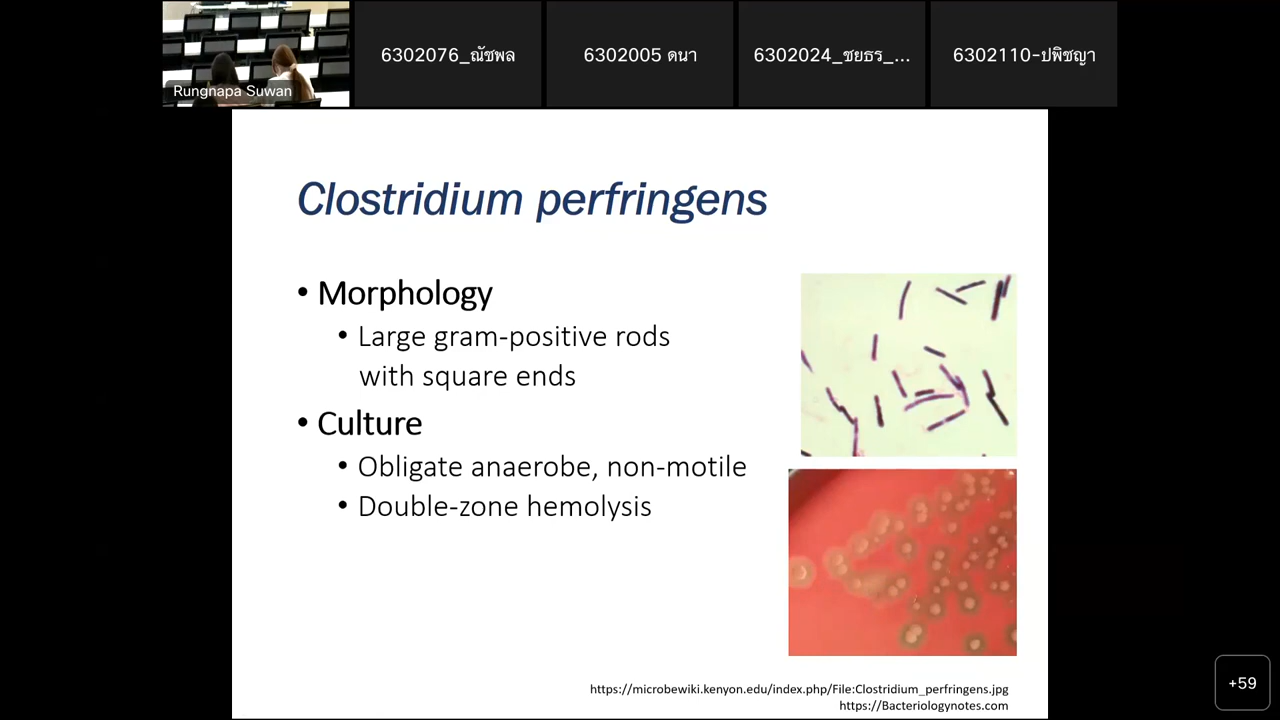 Rungnapa Suwan
6302076_ณัชพล
6302005 ดนา
6302024_ชยธร_...
6302110-ปพิชญา
Clostridium perfringens
• Morphology
• Large gram-positive rods
with square ends
• Culture
• Obligate anaerobe, non-motile
• Double-zone hemolysis
https://microbewiki.kenyon.edu/index.php/File:Clostridium_perfringens.jpg
https://Bacteriologynotes.com
+59